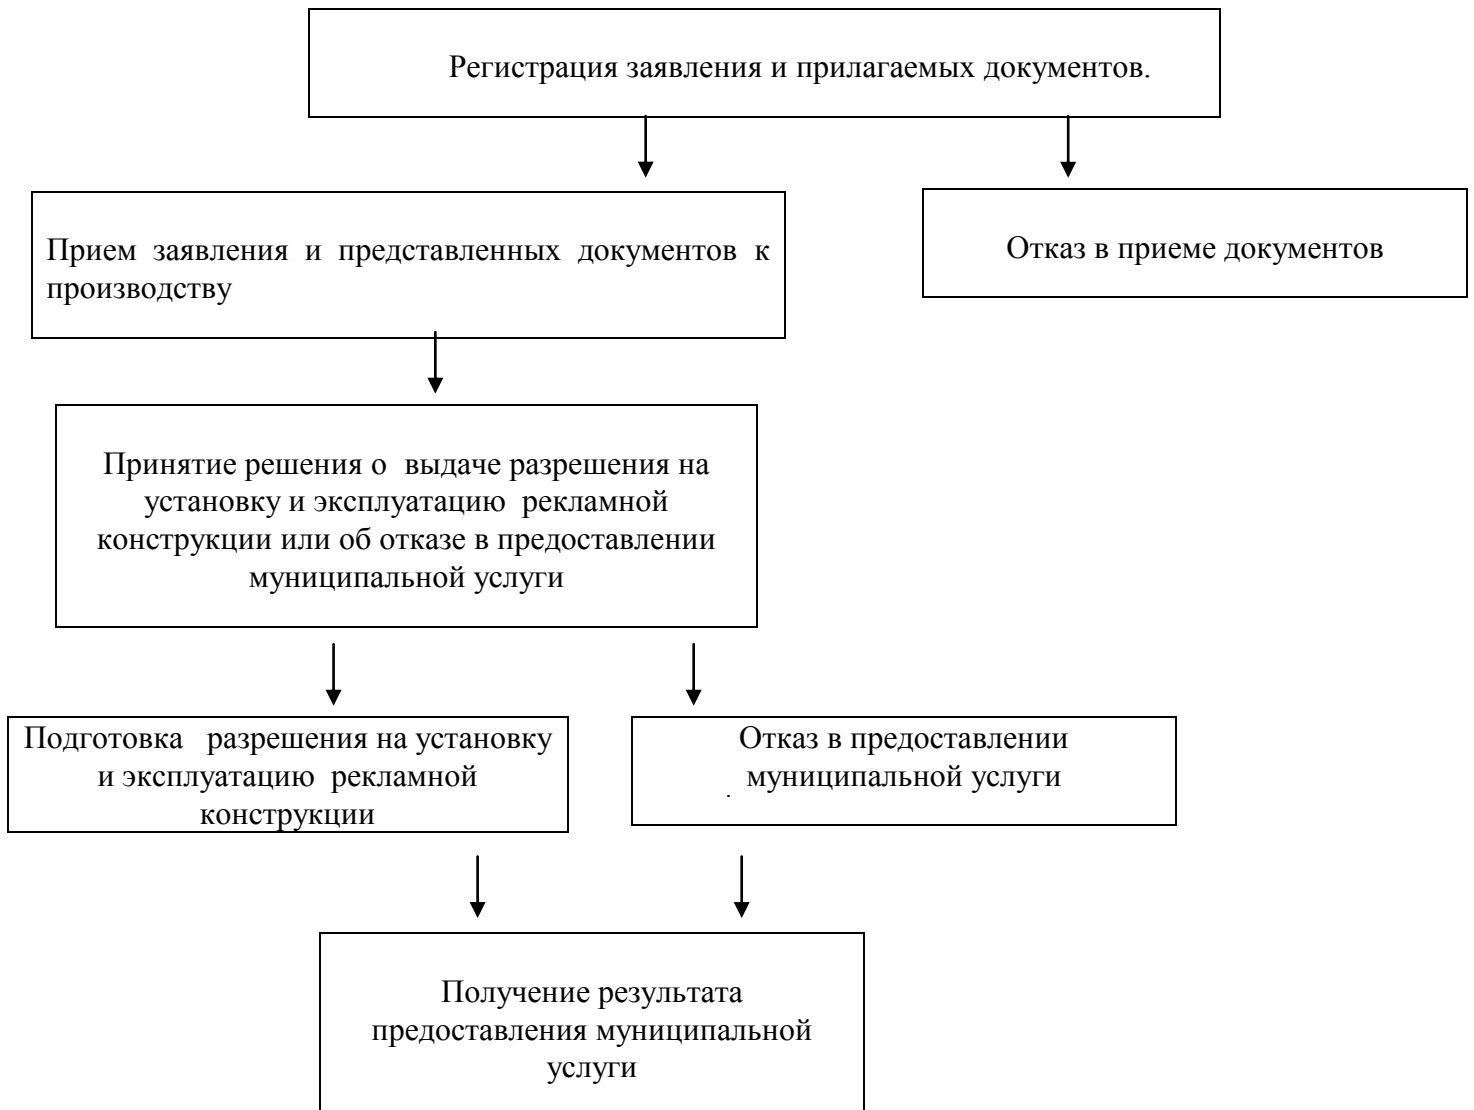 Регистрация заявления и прилагаемых документов.
Прием заявления и представленных документов к
производству
Отказ в приеме документов
Принятие решения о выдаче разрешения на
установку и эксплуатацию рекламной
конструкции или об отказе в предоставлении
муниципальной услуги
Подготовка разрешения на установку
и эксплуатацию рекламной
конструкции
Отказ в предоставлении
муниципальной услуги
.
Получение результата
предоставления муниципальной
услуги